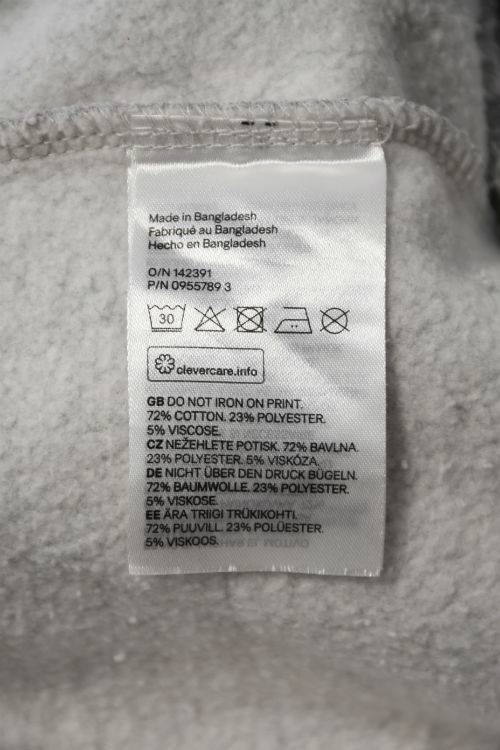 Made in Bangladesh
Fabriqué au Bangladesh
Hecho en Bangladesh
O/N 142391
P/N 0955789 3
30
clevercare.info
GB DO NOT IRON ON PRINT.
72% COTTON. 23% POLYESTER.
5% VISCOSE.
CZ NEŽEHLETE POTISK. 72% BAVLNA.
23% POLYESTER. 5% VISKÓZA.
DE NICHT ÜBER DEN DRUCK BÜGELN.
72% BAUMWOLLE. 23% POLYESTER.
5% VISKOSE.
EE ÄRA TRIIGI TRÜKIKOHTI.
72% PUUVILL. 23% POLÜESTER.
5% VISKOOS.